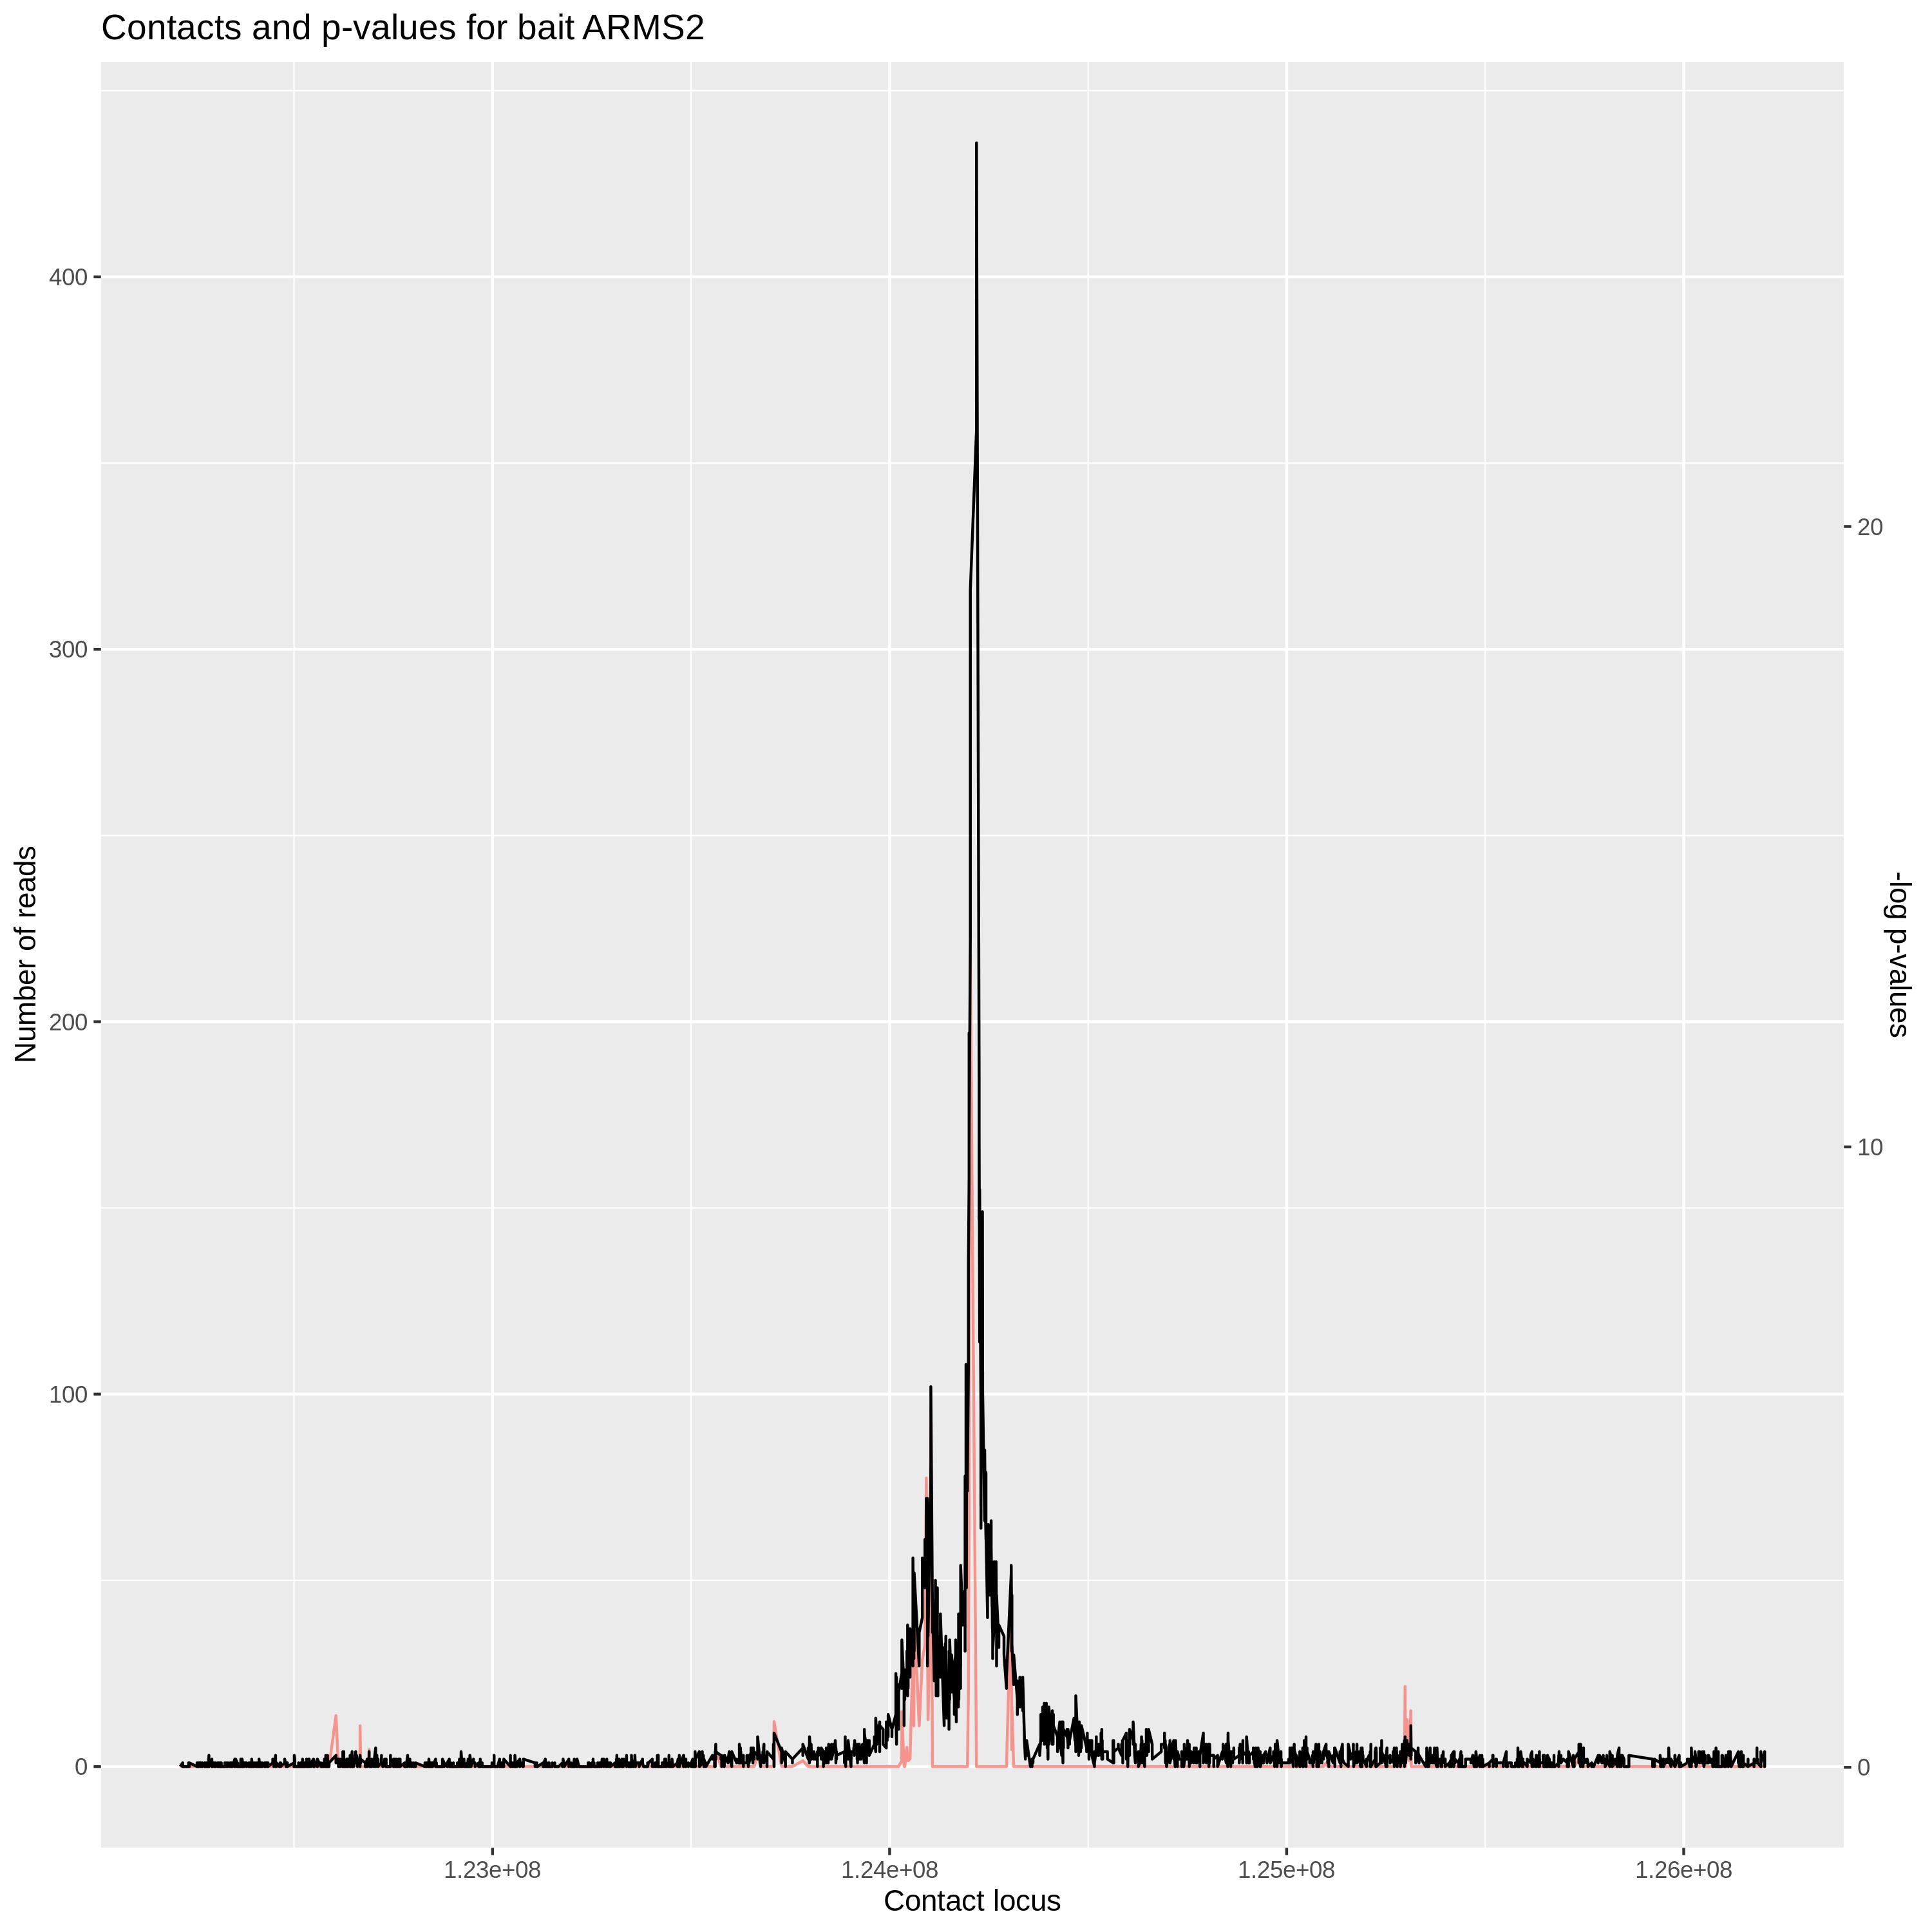 Contacts and p-values for bait ARMS2
400
300
200
100
0
20
10
0
Number of reads
-log p-values
1.23e+08
1.24e+08
1.25e+08
1.26e+08
Contact locus